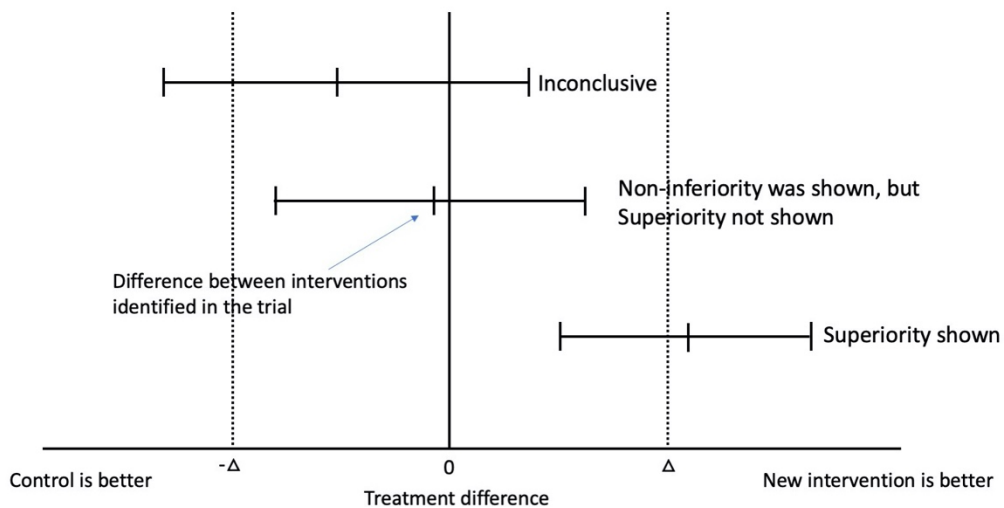 Inconclusive
Non-inferiority was shown, but
Superiority not shown
Difference between interventions
identified in the trial
Superiority shown
-Δ
0
Δ
Control is better
New intervention is better
Treatment difference